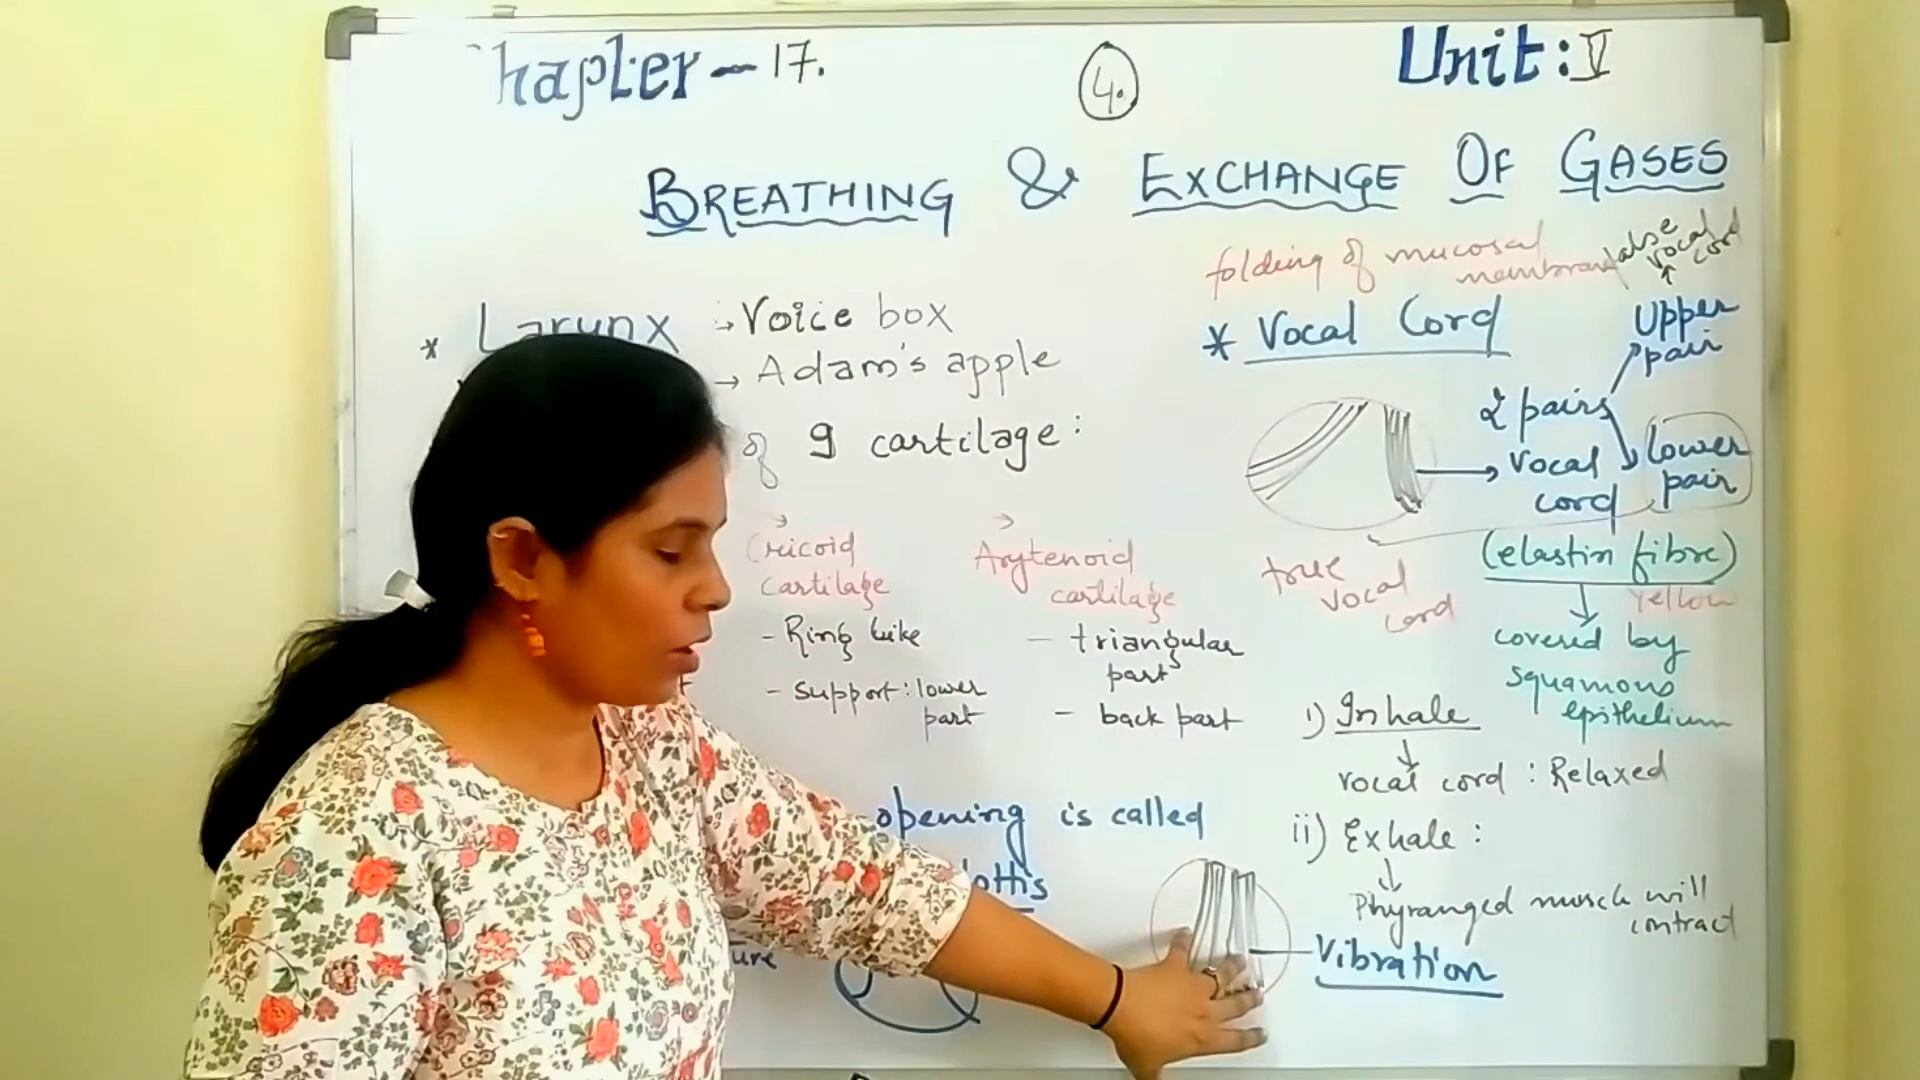 hapter - 17.
4.
Unit: V
BREATHING & EXCHANGE OF GASES
folding of mucosal
membrane
false
vocal
cord
* Larynx → Voice box
→ Adam's apple
of 9 cartilage:
* Vocal Cord
Upper
pair
2 pairs
vocal
cord
lower
pair
Cricoid
cartilage
- Ring like
- support: lower
part
Arytenoid
cartilage
- triangular
part
- back part
true
vocal
cord
(elastin fibre)
Yellow
covered by
squamous
epithelium
i) Inhale
vocal cord : Relaxed
ii) Exhale :
Phyranged muscle will
contract
Vibration
opening is called
ure